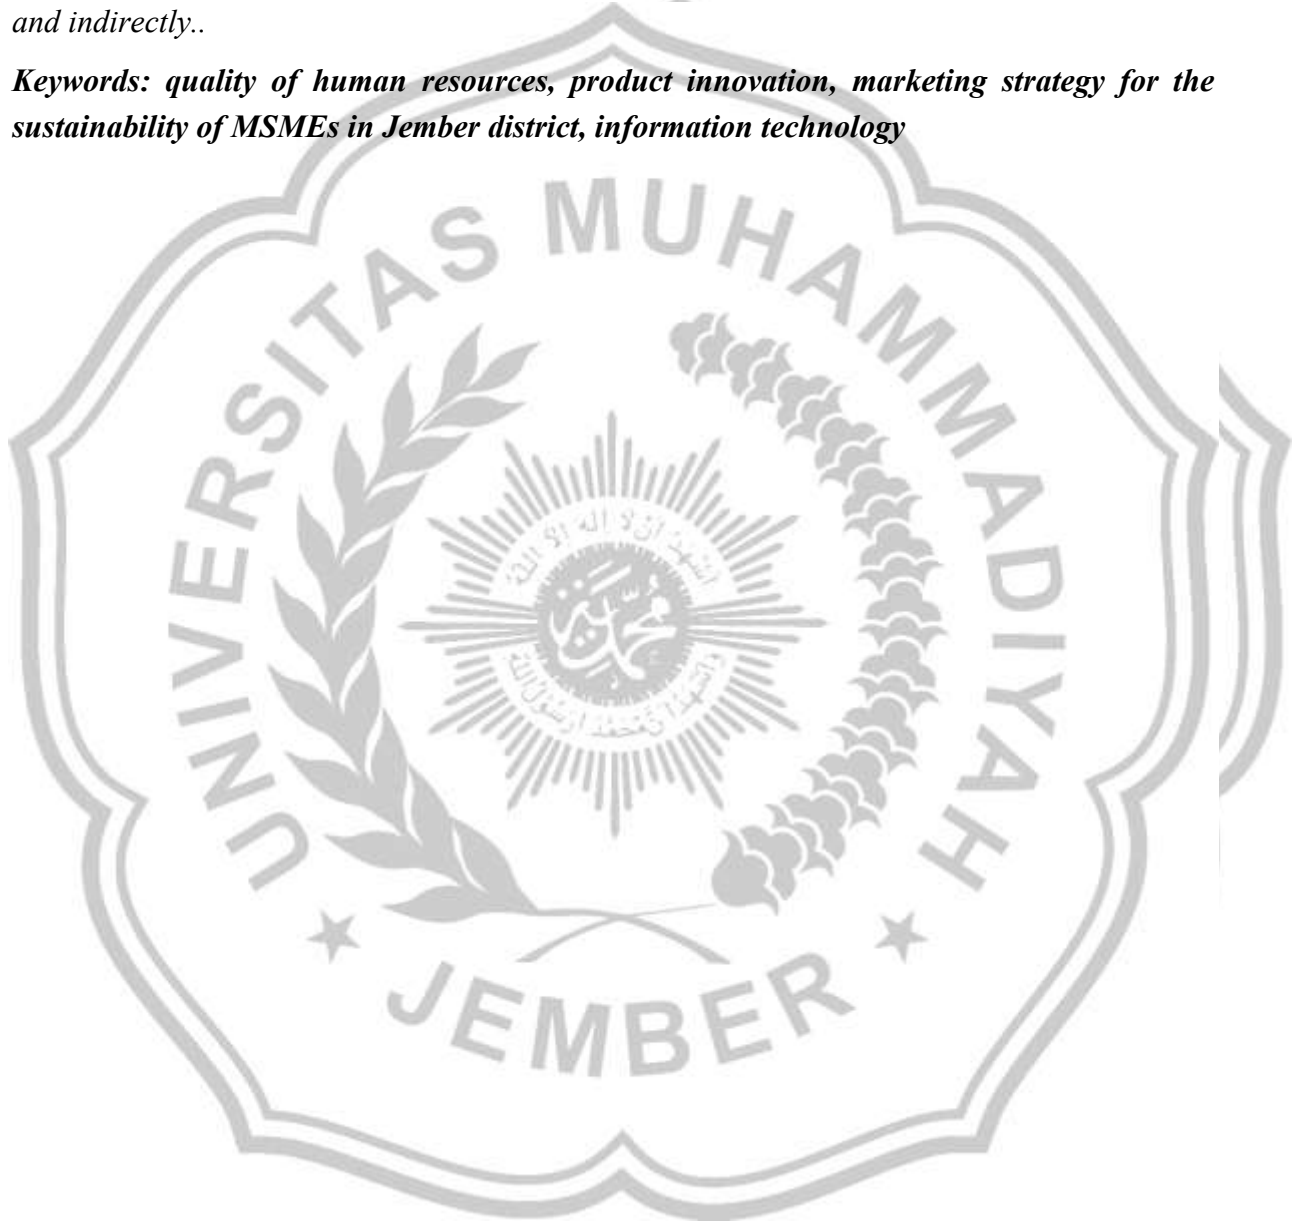 and indirectly..
Keywords: quality of human resources, product innovation, marketing strategy for the
sustainability of MSMEs in Jember district, information technology
UNIVERSITAS MUHAMMADIYAH
JEMBER